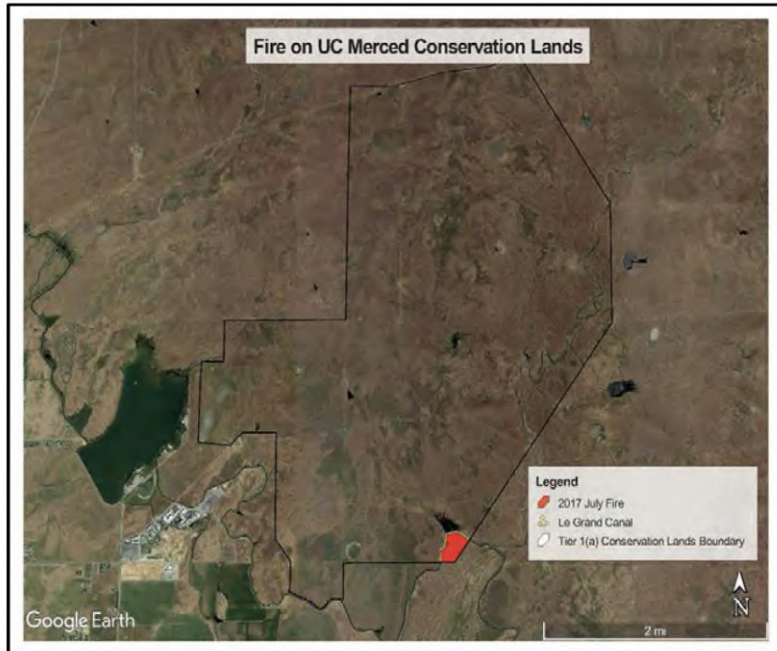 Fire on UC Merced Conservation Lands
Legend
2017 July Fire
Le Grand Canal
Tier 1(a) Conservation Lands Boundary
N
Google Earth
2 mi